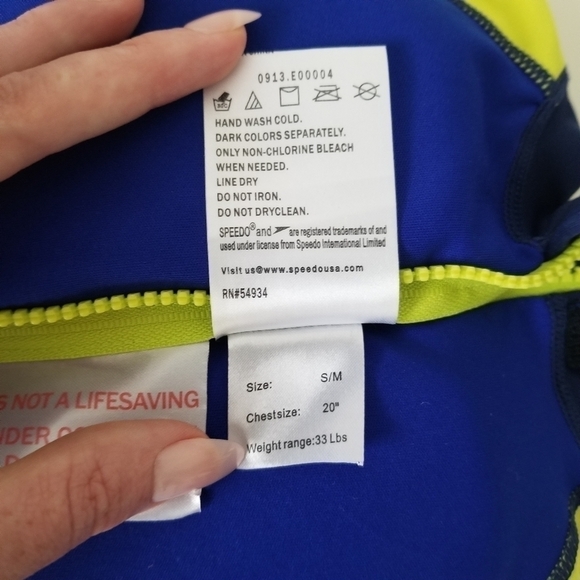 0913.E00004
HAND WASH COLD.
DARK COLORS SEPARATELY.
ONLY NON-CHLORINE BLEACH
WHEN NEEDED.
LINE DRY
DO NOT IRON.
DO NOT DRYCLEAN.
SPEEDO® and are registered trademarks of and
used under license from Speedo International Limited
Visit us@www.speedousa.com
RN#54934
S NOT A LIFESAVING
Size: S/M
Chestsize: 20"
Weight range:33 Lbs